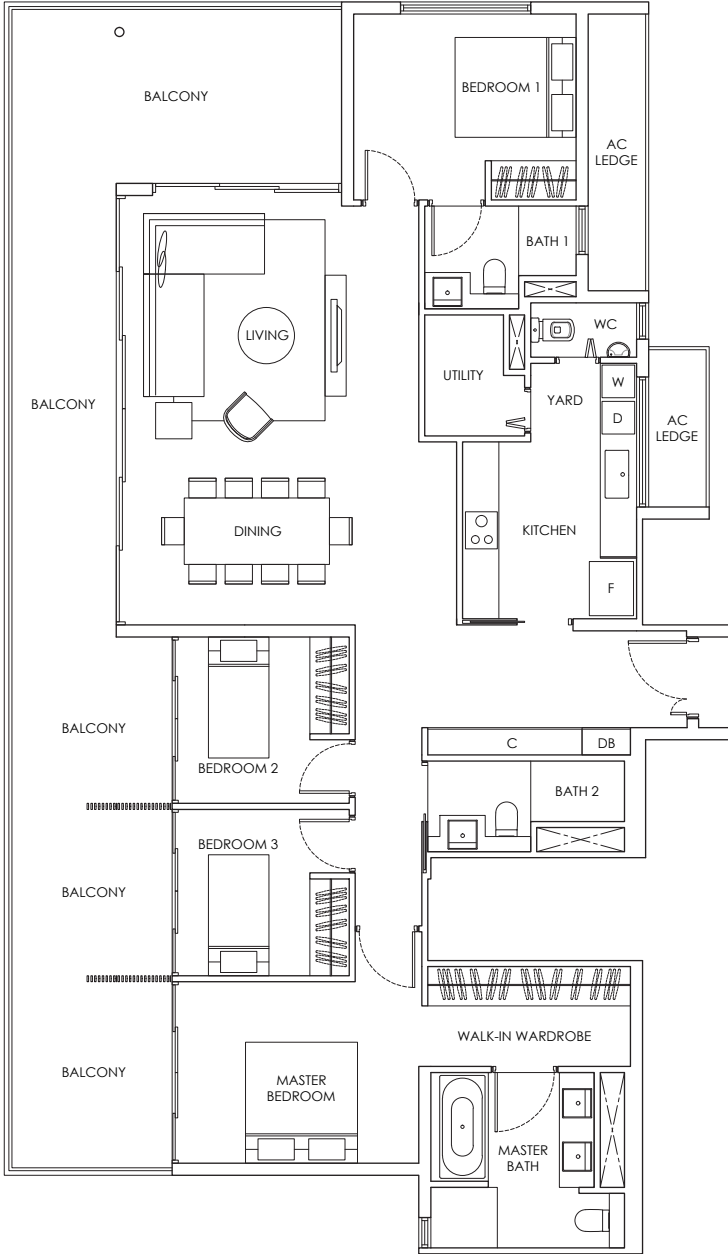 BALCONY
BEDROOM 1
AC
LEDGE
BATH 1
WC
LIVING
UTILITY
YARD
W
D
BALCONY
AC
LEDGE
DINING
KITCHEN
F
BALCONY
C
DB
BEDROOM 2
BATH 2
BEDROOM 3
BALCONY
WALK-IN WARDROBE
BALCONY
MASTER
BEDROOM
MASTER
BATH